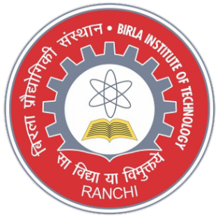 बिरला प्रौद्योगिकी संस्थान • BIRLA INSTITUTE OF TECHNOLOGY
सा विद्या या विमुक्तये
RANCHI